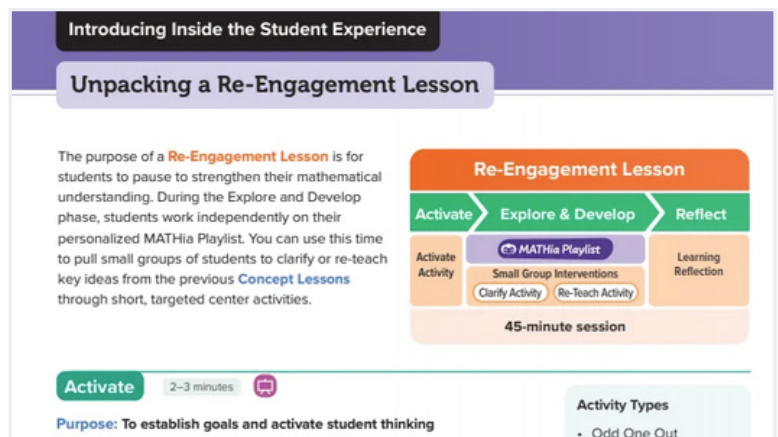 Introducing Inside the Student Experience
Unpacking a Re-Engagement Lesson
The purpose of a Re-Engagement Lesson is for
students to pause to strengthen their mathematical
understanding. During the Explore and Develop
phase, students work independently on their
personalized MATHia Playlist. You can use this time
to pull small groups of students to clarify or re-teach
key ideas from the previous Concept Lessons
through short, targeted center activities.
Re-Engagement Lesson
Activate Explore & Develop Reflect
Activate
Activity
MATHia Playlist
Small Group Interventions
Clarify Activity Re-Teach Activity
Learning
Reflection
45-minute session
Activate 2–3 minutes
Purpose: To establish goals and activate student thinking
Activity Types
• Odd One Out